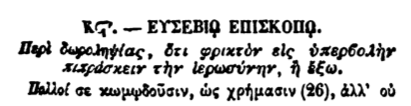 Κϛʹ. — ΕΥΣΕΒΙΩ ΕΠΙΣΚΟΠΩ.
Περὶ δωροληψίας, ὅτι φρικτὸν εἰς ὑπερβολὴν
πιπράσκειν τὴν ἱερωσύνην, ἢ ἔξω.
Πολλοί σε κωμῳδοῦσιν, ὡς χρήμασιν (26), ἀλλ' οὐ